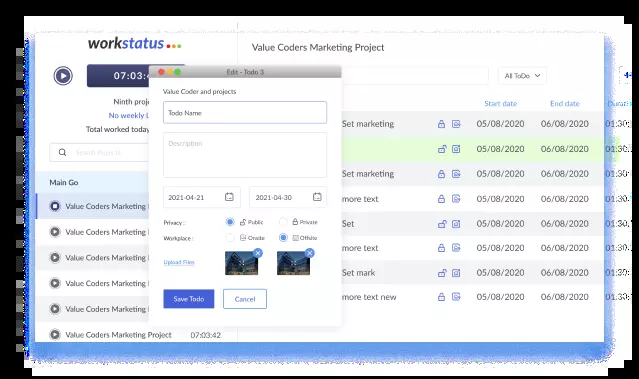 workstatus
Value Coders Marketing Project
07:03:4
Edit - Todo 3
All ToDo
Ninth proje
No weekly
Total worked today
Value Coder and projects
Todo Name
Description
Start date
End date
Set marketing
05/08/2020
06/08/2020
01:30:
05/08/2020
06/08/2020
01:30:
Main Go
Set marketing
05/08/2020
06/08/2020
01:30:
Value Coders Marketing
2021-04-21
2021-04-30
more text
05/08/2020
06/08/2020
01:30:
Value Coders Marketing
Privacy :
Public
Private
Set
05/08/2020
06/08/2020
01:30:
Workplace :
Onsite
Offsite
Value Coders Marketing
Upload Files
more text
05/08/2020
06/08/2020
01:30:
Value Coders Marketing
Set mark
05/08/2020
06/08/2020
01:30:
Value Coders Marketing
Save Todo
Cancel
more text new
05/08/2020
06/08/2020
01:30:
Value Coders Marketing Project
07:03:42